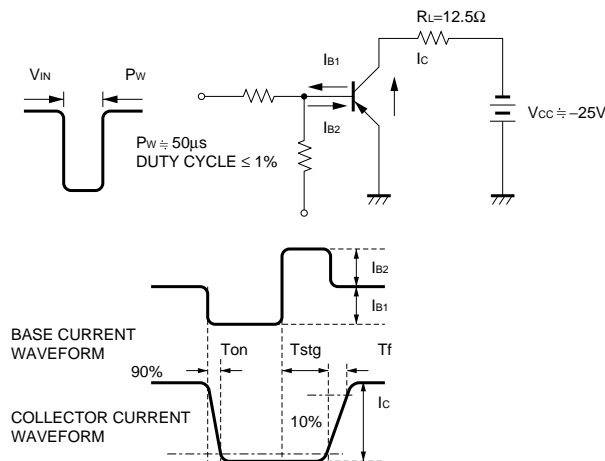 RL=12.5Ω
IB1
IC
VIN
PW
IB2
VCC≒–25V
PW≒50µs
DUTY CYCLE ≤ 1%
IB2
IB1
BASE CURRENT
WAVEFORM
Ton
Tstg
Tf
90%
IC
10%
COLLECTOR CURRENT
WAVEFORM